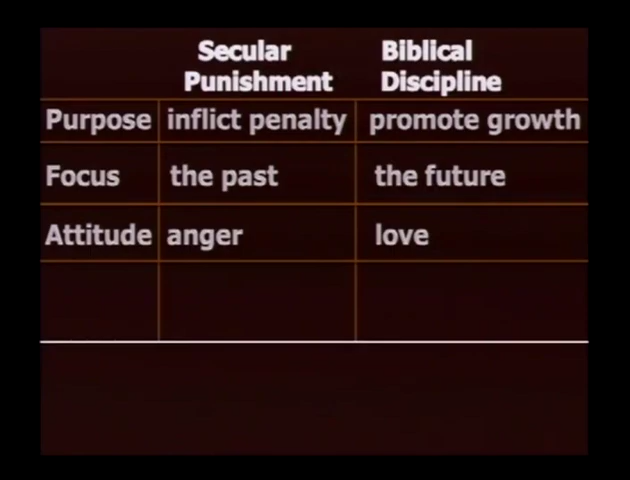 Secular Biblical
Punishment Discipline
Purpose inflict penalty promote growth
Focus the past the future
Attitude anger love